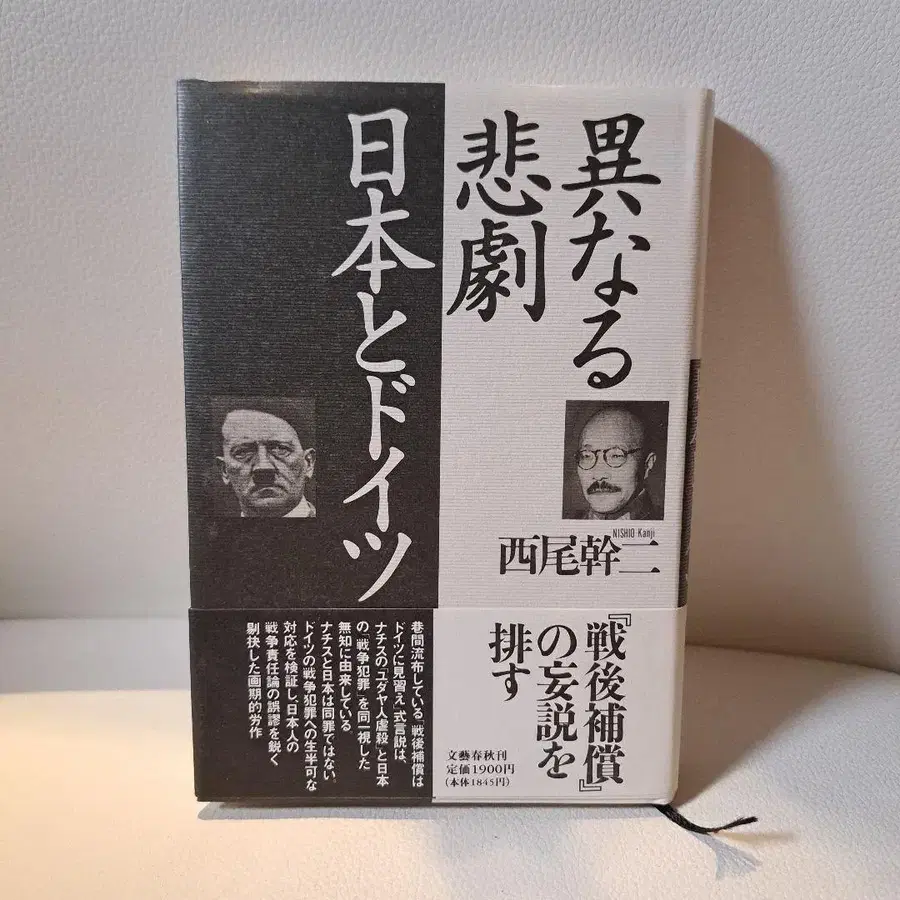 異なる
悲劇
日本とドイツ
NISHIO Kanji
西尾幹二
『戦後補償』
の妄説を
排す
文藝春秋刊
定価1900円
（本体1845円）
巷間流布している「戦後補償は
ドイツに見習え」式言説は、
ナチスの「ユダヤ人虐殺」と日本
の「戦争犯罪」を同一視した
無知に由来している
ナチスと日本は同罪ではない
ドイツの戦争犯罪への生半可な
対応を検証し、日本人の
戦争責任論の誤謬を鋭く
剔抉した画期的労作